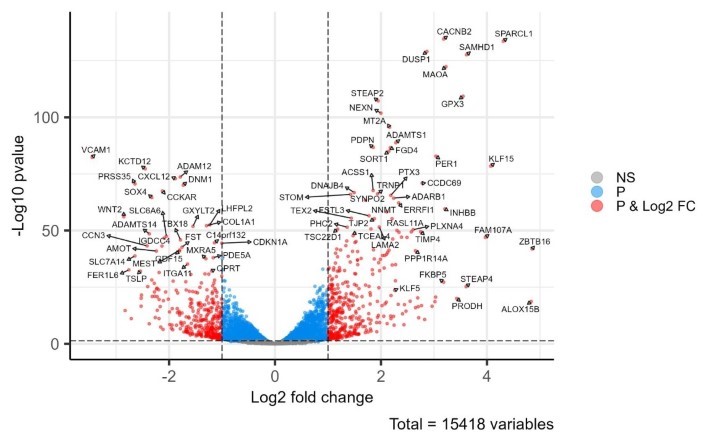 CACNB2
SPARCL1
SAMHD1
DUSP1
MAOA
STEAP2
GPX3
NEXN
100
MT2A
ADAMTS1
PDPN
FGD4
VCAM1
SORT1
PER1
KLF15
KCTD12
ADAM12
ACSS1
PTX3
PRSS35
CXCL12
DNM1
DNAJB4
TRNP1
CCDC69
SOX4
CCKAR
STOM
SYNPO2
ADARB1
WNT2
SLC6A6
GXYLT2
LHFPL2
TEX2
FSTL3
NNMT
ERRFI1
INHBB
ADAMTS14
TBX18
COL1A1
PHC2
TJP2
RASL11A
PLXNA4
FAM107A
CCN3
IGDCC4
FST
C14orf132
CDKN1A
TSC22D1
TCEAL4
TIMP4
ZBTB16
50
AMOT
GDF15
MXRA5
PDE5A
LAMA2
PPP1R14A
SLC7A14
MEST
ITGA11
GPRT
FER1L6
TSLP
FKBP5
STEAP4
KLF5
PRODH
ALOX15B
0
-2
0
2
4
-Log10 pvalue
Log2 fold change
NS
P
P & Log2 FC
Total = 15418 variables